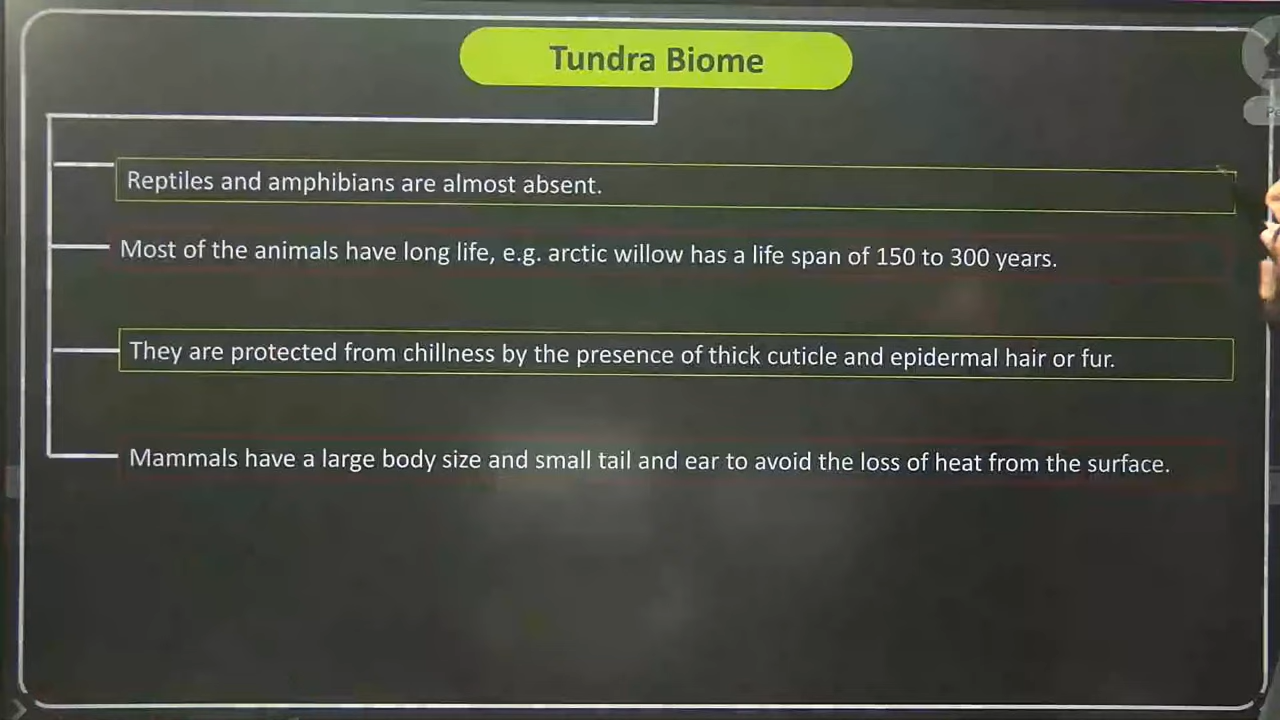 Tundra Biome
Reptiles and amphibians are almost absent.
Most of the animals have long life, e.g. arctic willow has a life span of 150 to 300 years.
They are protected from chillness by the presence of thick cuticle and epidermal hair or fur.
Mammals have a large body size and small tail and ear to avoid the loss of heat from the surface.